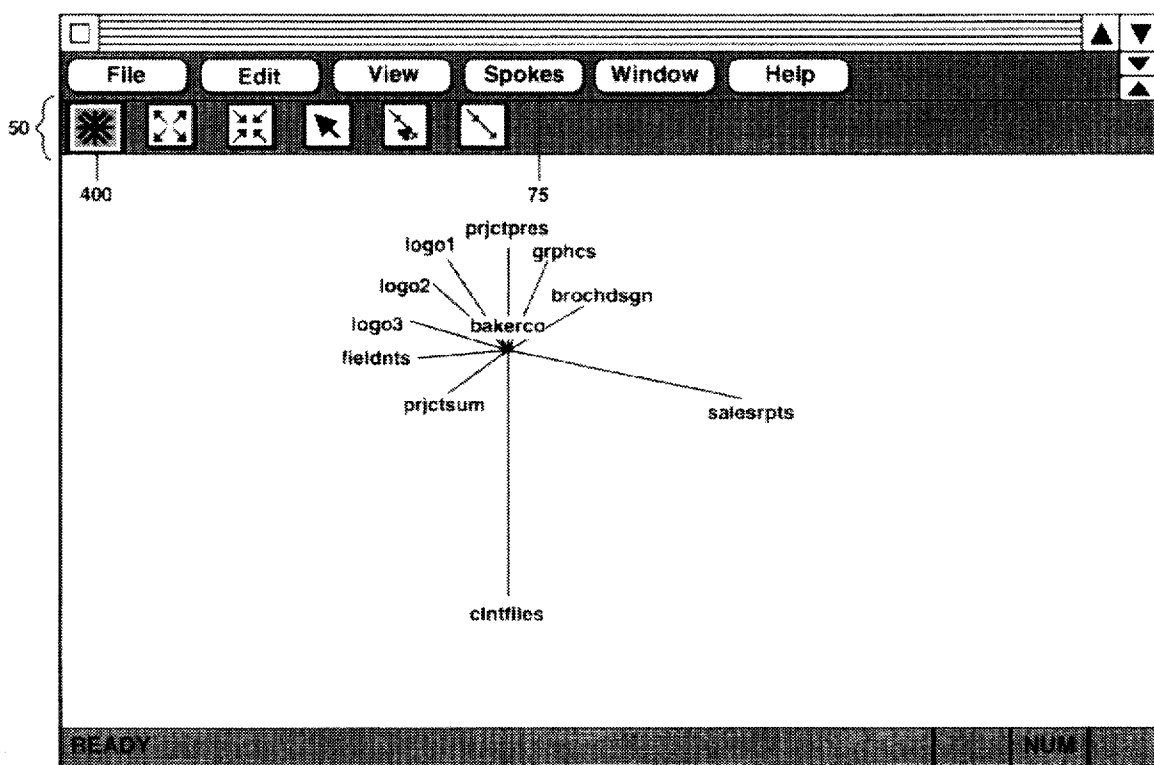 File Edit View Spokes Window Help
50
400 75
prjctpres
logo1
grphcs
logo2
brochdsgn
logo3
bakerco
fieldnts
prjctsum
salesrpts
clntfiles
READY NUM